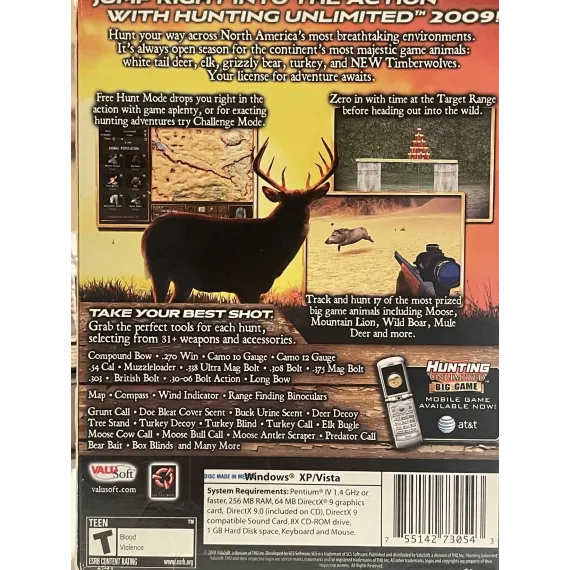 JUMP RIGHT INTO THE ACTION
WITH HUNTING UNLIMITED™ 2009!
Hunt your way across North America's most breathtaking environments.
It's always open season for the continent's most majestic game animals:
white tail deer, elk, grizzly bear, turkey, and NEW Timberwolves.
Your license for adventure awaits.
Free Hunt Mode drops you right in the
action with game aplenty, or for exacting
hunting adventures try Challenge Mode.
Zero in with time at the Target Range
before heading out into the wild.
ANIMAL POPULATION
Track and hunt 17 of the most prized
big game animals including Moose,
Mountain Lion, Wild Boar, Mule
Deer and more.
TAKE YOUR BEST SHOT.
Grab the perfect tools for each hunt,
selecting from 31+ weapons and accessories.
Compound Bow • .270 Win • Camo 10 Gauge • Camo 12 Gauge
.54 Cal • Muzzleloader • .338 Ultra Mag Bolt • .308 Bolt • .375 Mag Bolt
.303 • British Bolt • .30-06 Bolt Action • Long Bow
Map • Compass • Wind Indicator • Range Finding Binoculars
Grunt Call • Doe Bleat Cover Scent • Buck Urine Scent • Deer Decoy
Tree Stand • Turkey Decoy • Turkey Blind • Turkey Call • Elk Bugle
Moose Cow Call • Moose Bull Call • Moose Antler Scraper • Predator Call
Bear Bait • Box Blinds and Many More
HUNTING
UNLIMITED
BIG GAME
MOBILE GAME
AVAILABLE NOW!
at&t
VALUSoft
valusoft.com
DISC MADE IN
Windows® XP/Vista
System Requirements: Pentium® IV 1.4 GHz or
faster, 256 MB RAM, 64 MB DirectX® 9 graphics
card, DirectX 9.0 (included on CD), DirectX 9
compatible Sound Card, 8X CD-ROM drive,
1 GB Hard Disk space, Keyboard and Mouse.
7 55142 73054 3
TEEN
T
™
®
Blood
Violence
ESRB CONTENT RATING
www.esrb.org